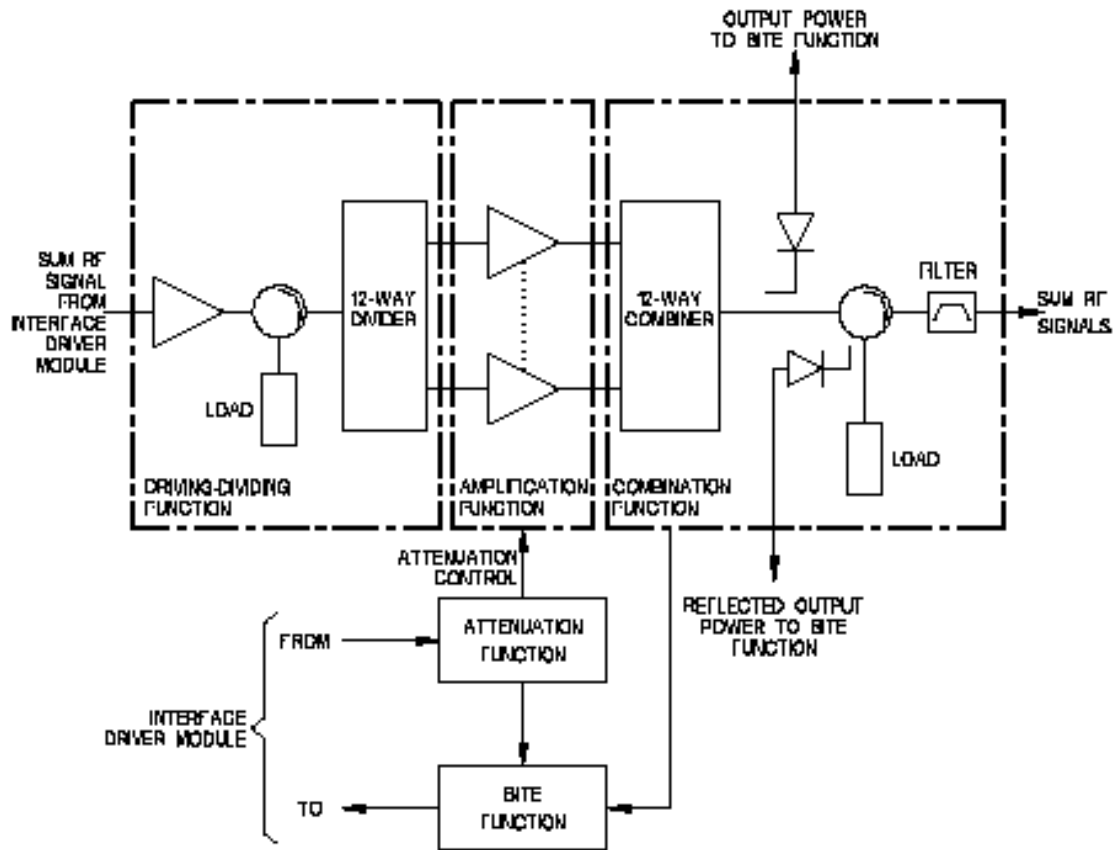 OUTPUT POWER
TO BITE FUNCTION
SUM RF
SIGNAL
FROM
INTERFACE
DRIVER
MODULE
LOAD
12-WAY
DIVIDER
12-WAY
COMBINER
FILTER
SUM RF
SIGNALS
LOAD
DRIVING-DIVIDING
FUNCTION
AMPLIFICATION
FUNCTION
COMBINATION
FUNCTION
ATTENUATION
CONTROL
REFLECTED OUTPUT
POWER TO BITE
FUNCTION
FROM
ATTENUATION
FUNCTION
INTERFACE
DRIVER MODULE
TO
BITE
FUNCTION